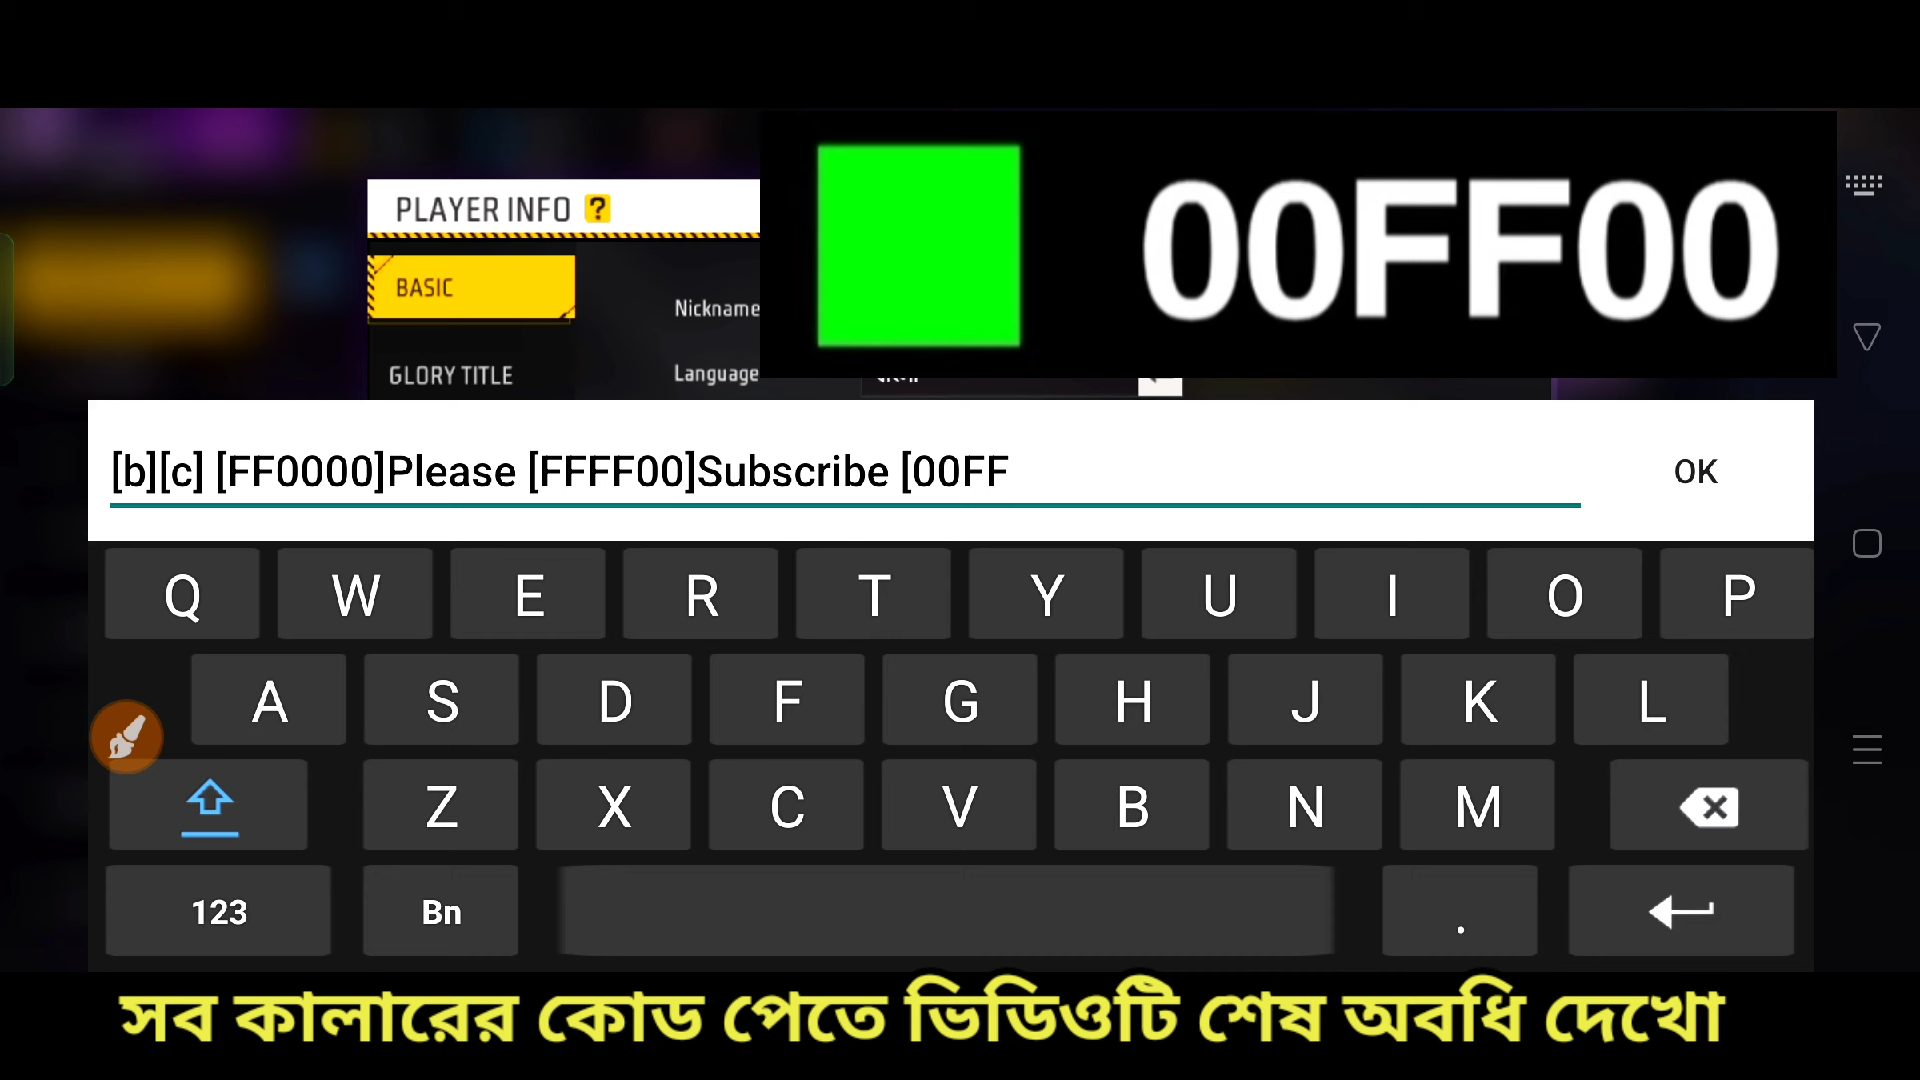 PLAYER INFO ?
00FF00
BASIC
Nickname
GLORY TITLE
Language
[b][c] [FF0000]Please [FFFF00]Subscribe [00FF
OK
Q W E R T Y U I O P
A S D F G H J K L
Z X C V B N M
123 Bn .
সব কালারের কোড পেতে ভিডিওটি শেষ অবধি দেখো